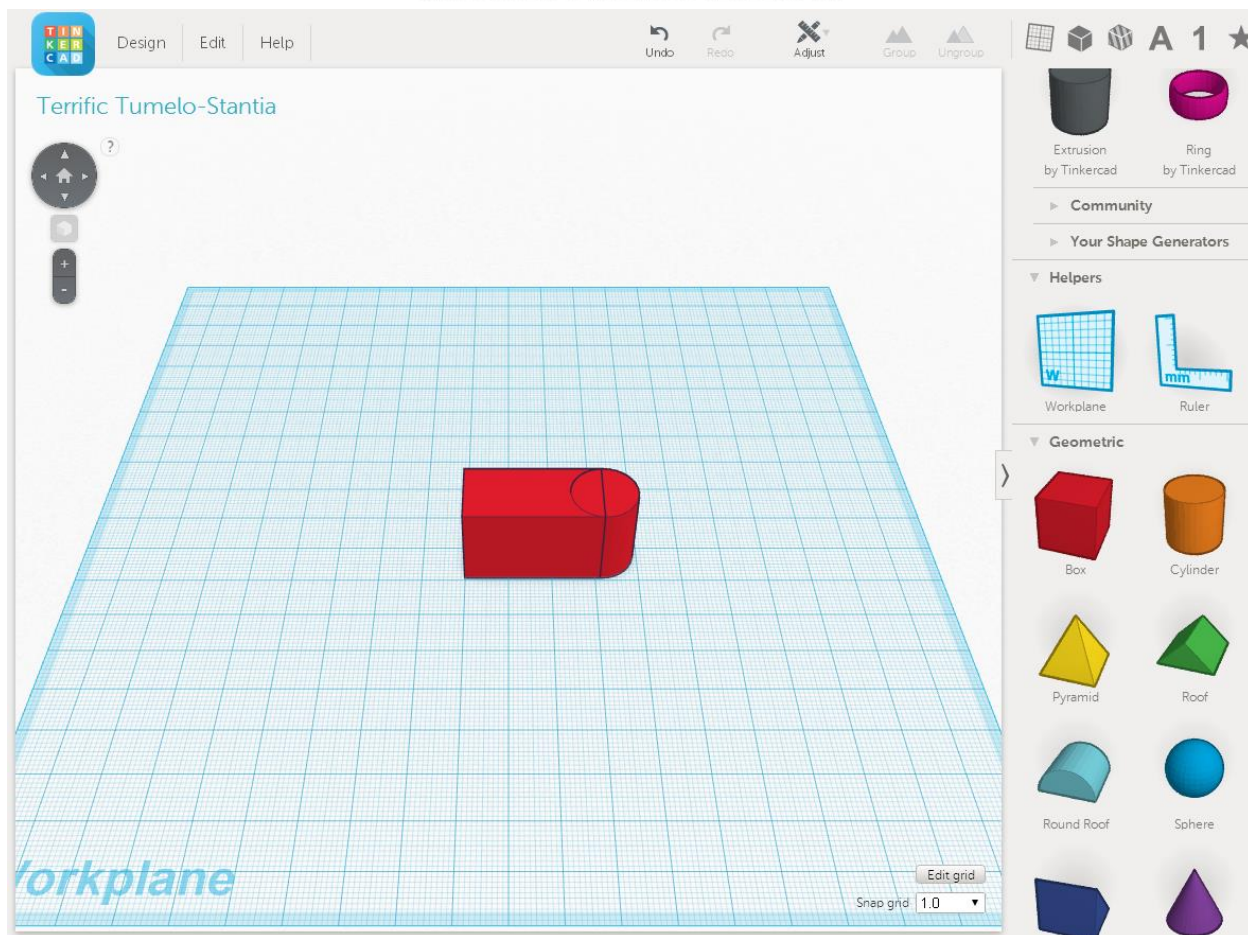 TIN
KER
CAD
Design Edit Help
Undo Redo Adjust Group Ungroup
A 1
Terrific Tumelo-Stantia
?
+
-
Extrusion
by Tinkercad
Ring
by Tinkercad
Community
Your Shape Generators
Helpers
W
mm
Workplane Ruler
Geometric
Box Cylinder
Pyramid Roof
Round Roof Sphere
orkplane
Edit grid
Snap grid 1.0